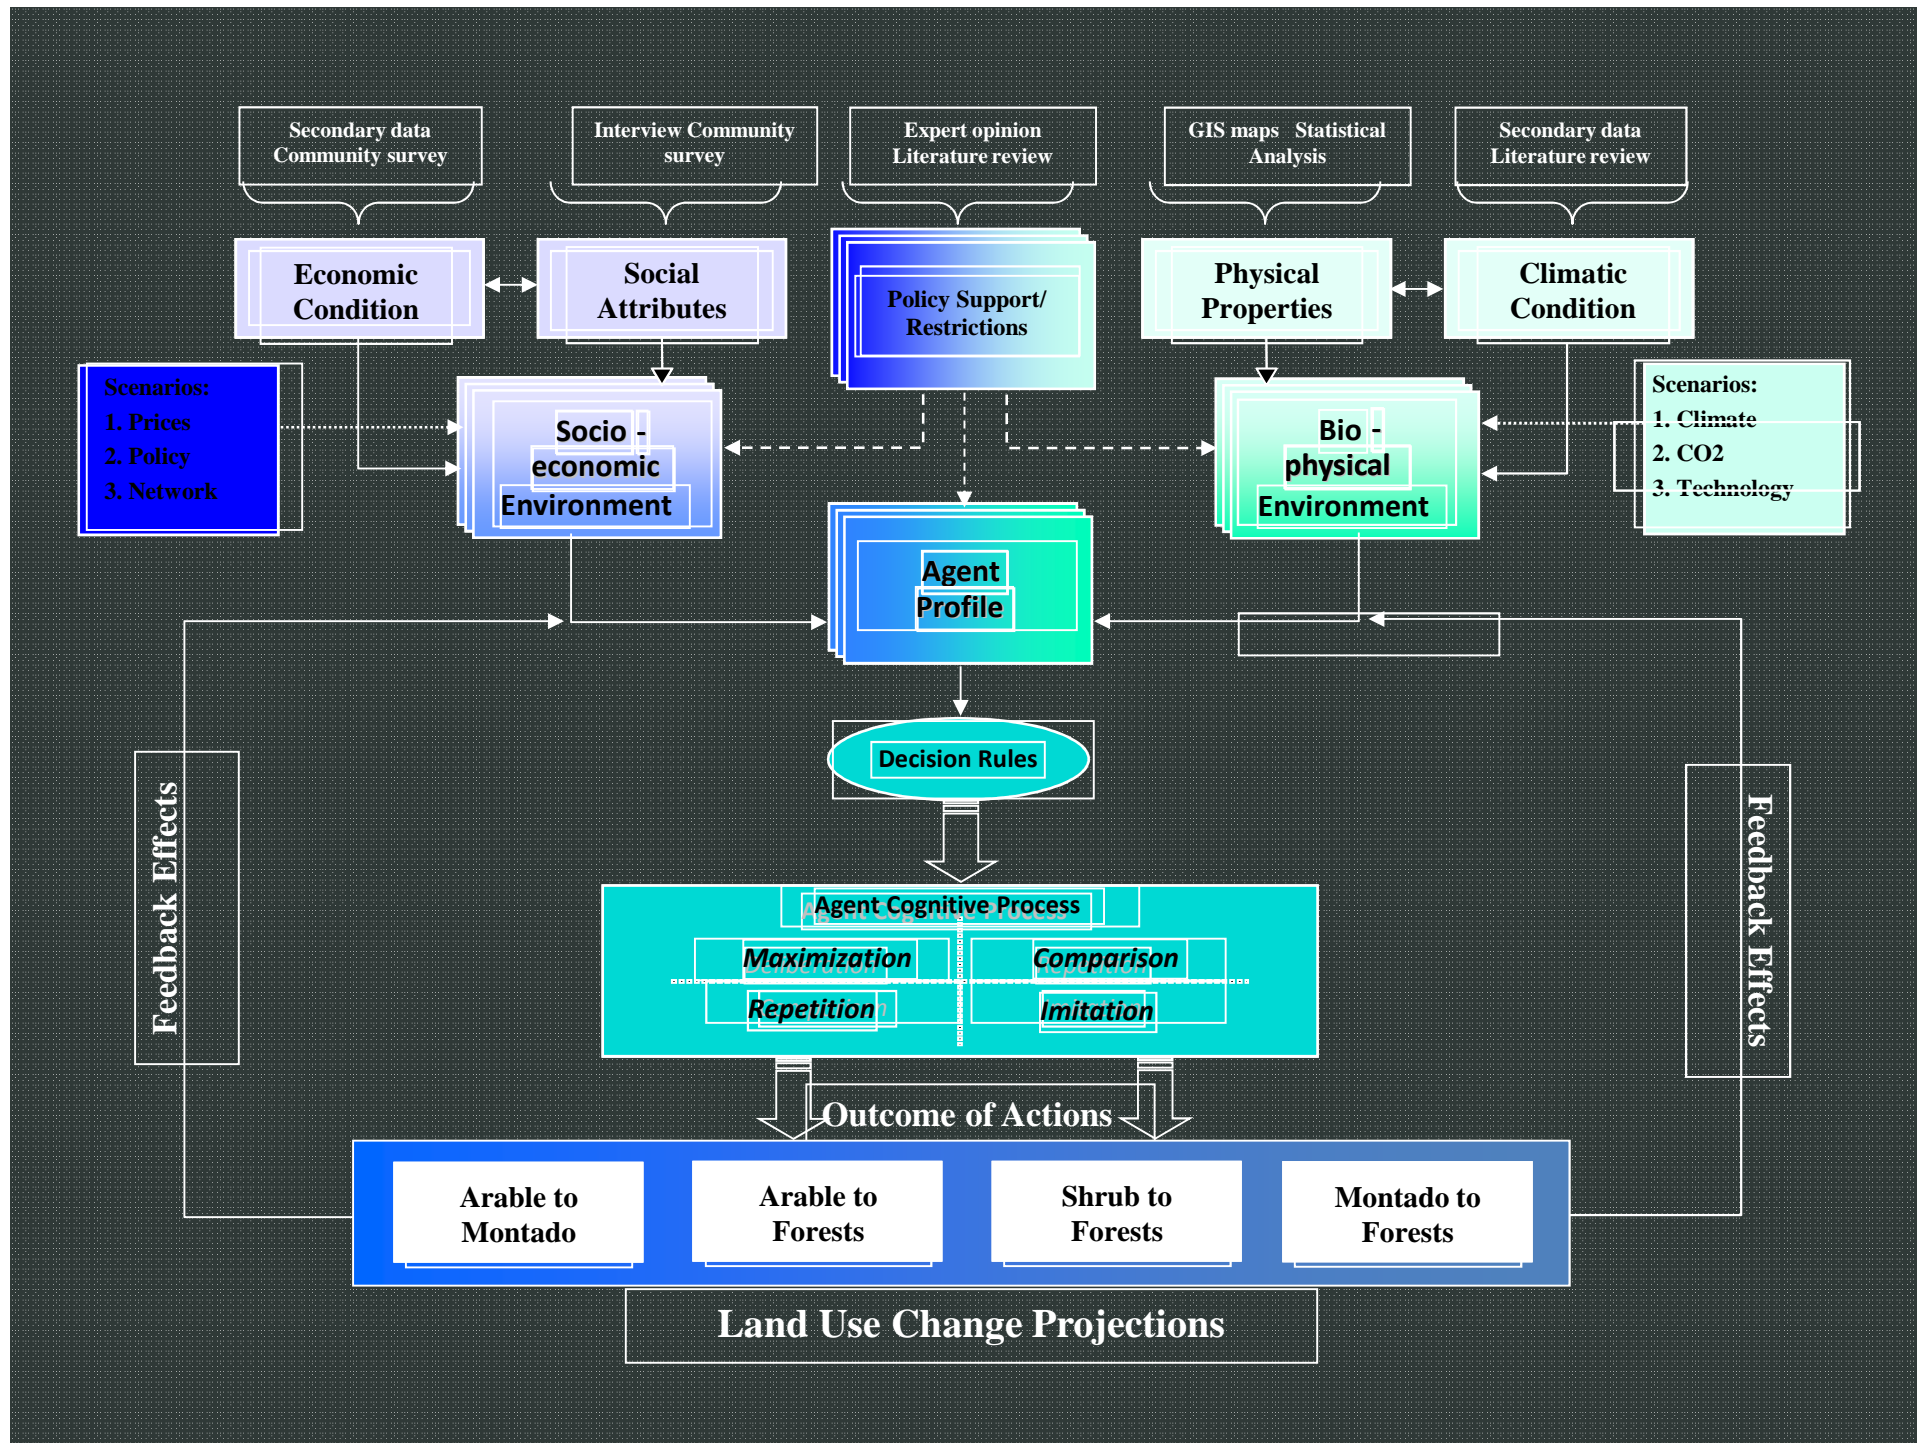 Secondary data
Community survey
Interview Community
survey
Expert opinion
Literature review
GIS maps Statistical
Analysis
Secondary data
Literature review
Economic
Condition
Social
Attributes
Policy Support/
Restrictions
Physical
Properties
Climatic
Condition
Scenarios:
1. Prices
2. Policy
3. Network
Socio -
economic
Environment
Bio -
physical
Environment
Scenarios:
1. Climate
2. CO2
3. Technology
Agent
Profile
Decision Rules
Feedback Effects
Feedback Effects
Agent Cognitive Process
Maximization
Comparison
Repetition
Imitation
Outcome of Actions
Arable to
Montado
Arable to
Forests
Shrub to
Forests
Montado to
Forests
Land Use Change Projections